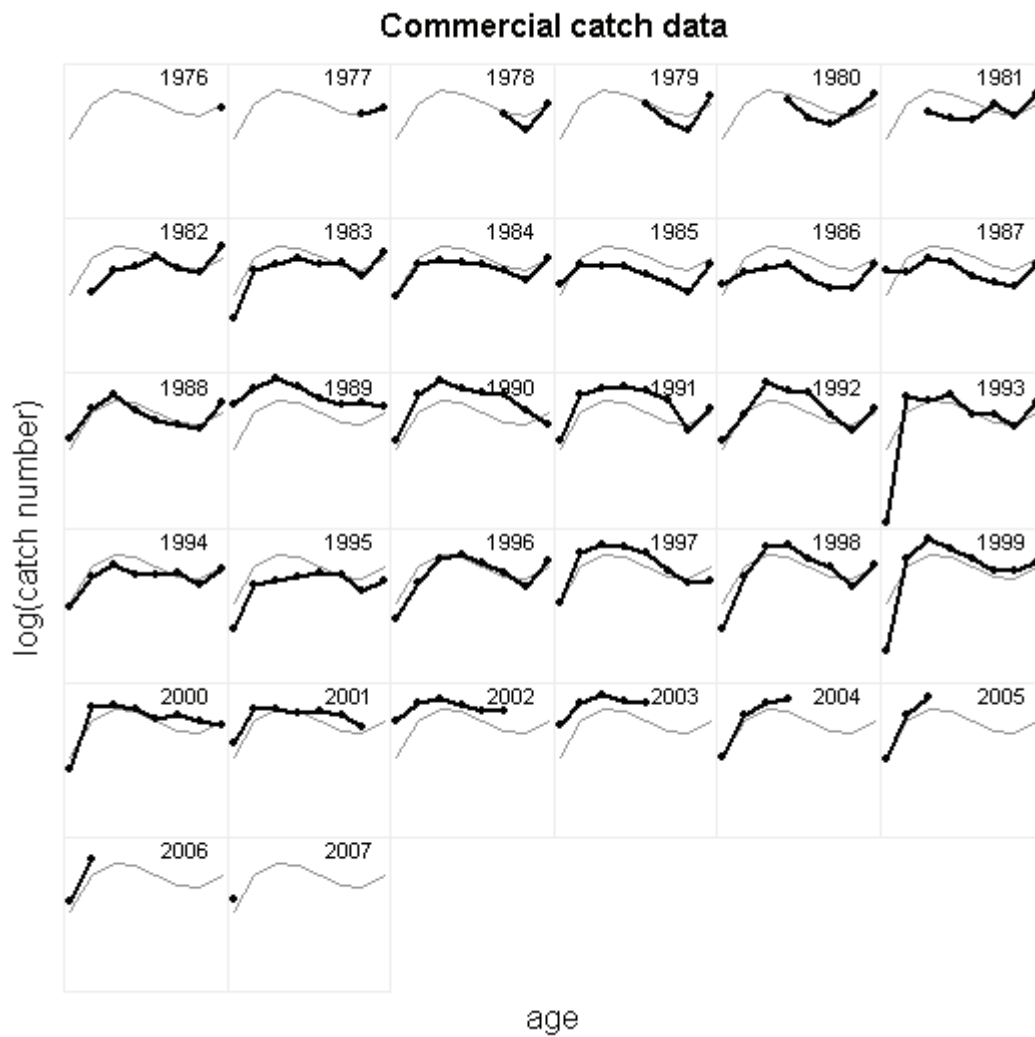 Commercial catch data
1976 1977 1978 1979 1980 1981
1982 1983 1984 1985 1986 1987
1988 1989 1990 1991 1992 1993
1994 1995 1996 1997 1998 1999
2000 2001 2002 2003 2004 2005
2006 2007
log(catch number)
age